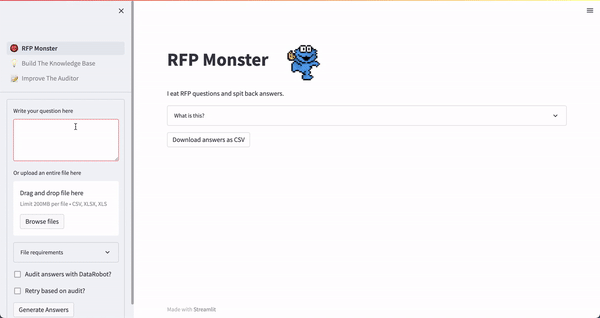 RFP Monster
Build The Knowledge Base
Improve The Auditor
Write your question here
Or upload an entire file here
Drag and drop file here
Limit 200MB per file • CSV, XLSX, XLS
Browse files
File requirements
Audit answers with DataRobot?
Retry based on audit?
Generate Answers
RFP Monster
I eat RFP questions and spit back answers.
What is this?
Download answers as CSV
Made with Streamlit